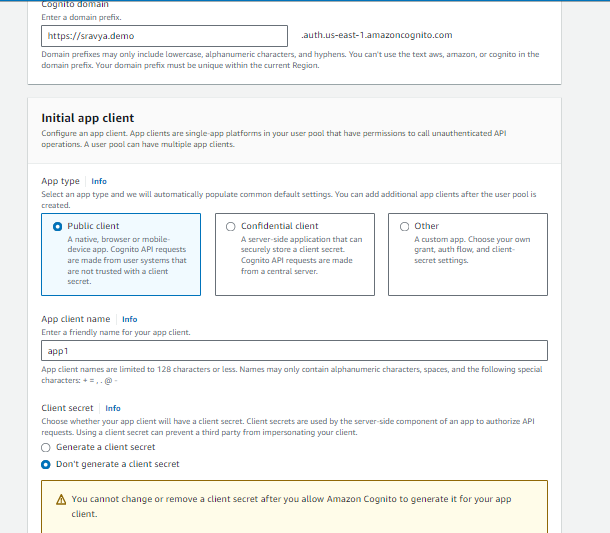 Cognito domain
Enter a domain prefix.
https://sravya.demo
.auth.us-east-1.amazoncognito.com
Domain prefixes may only include lowercase, alphanumeric characters, and hyphens. You can't use the text aws, amazon, or cognito in the
domain prefix. Your domain prefix must be unique within the current Region.
Initial app client
Configure an app client. App clients are single-app platforms in your user pool that have permissions to call unauthenticated API
operations. A user pool can have multiple app clients.
App type Info
Select an app type and we will automatically populate common default settings. You can add additional app clients after the user pool is
created.
Public client
A native, browser or mobile-
device app. Cognito API requests
are made from user systems that
are not trusted with a client
secret.
Confidential client
A server-side application that can
securely store a client secret.
Cognito API requests are made
from a central server.
Other
A custom app. Choose your own
grant, auth flow, and client-
secret settings.
App client name Info
Enter a friendly name for your app client.
app1
App client names are limited to 128 characters or less. Names may only contain alphanumeric characters, spaces, and the following special
characters: + = , . @ -
Client secret Info
Choose whether your app client will have a client secret. Client secrets are used by the server-side component of an app to authorize API
requests. Using a client secret can prevent a third party from impersonating your client.
Generate a client secret
Don't generate a client secret
You cannot change or remove a client secret after you allow Amazon Cognito to generate it for your app
client.